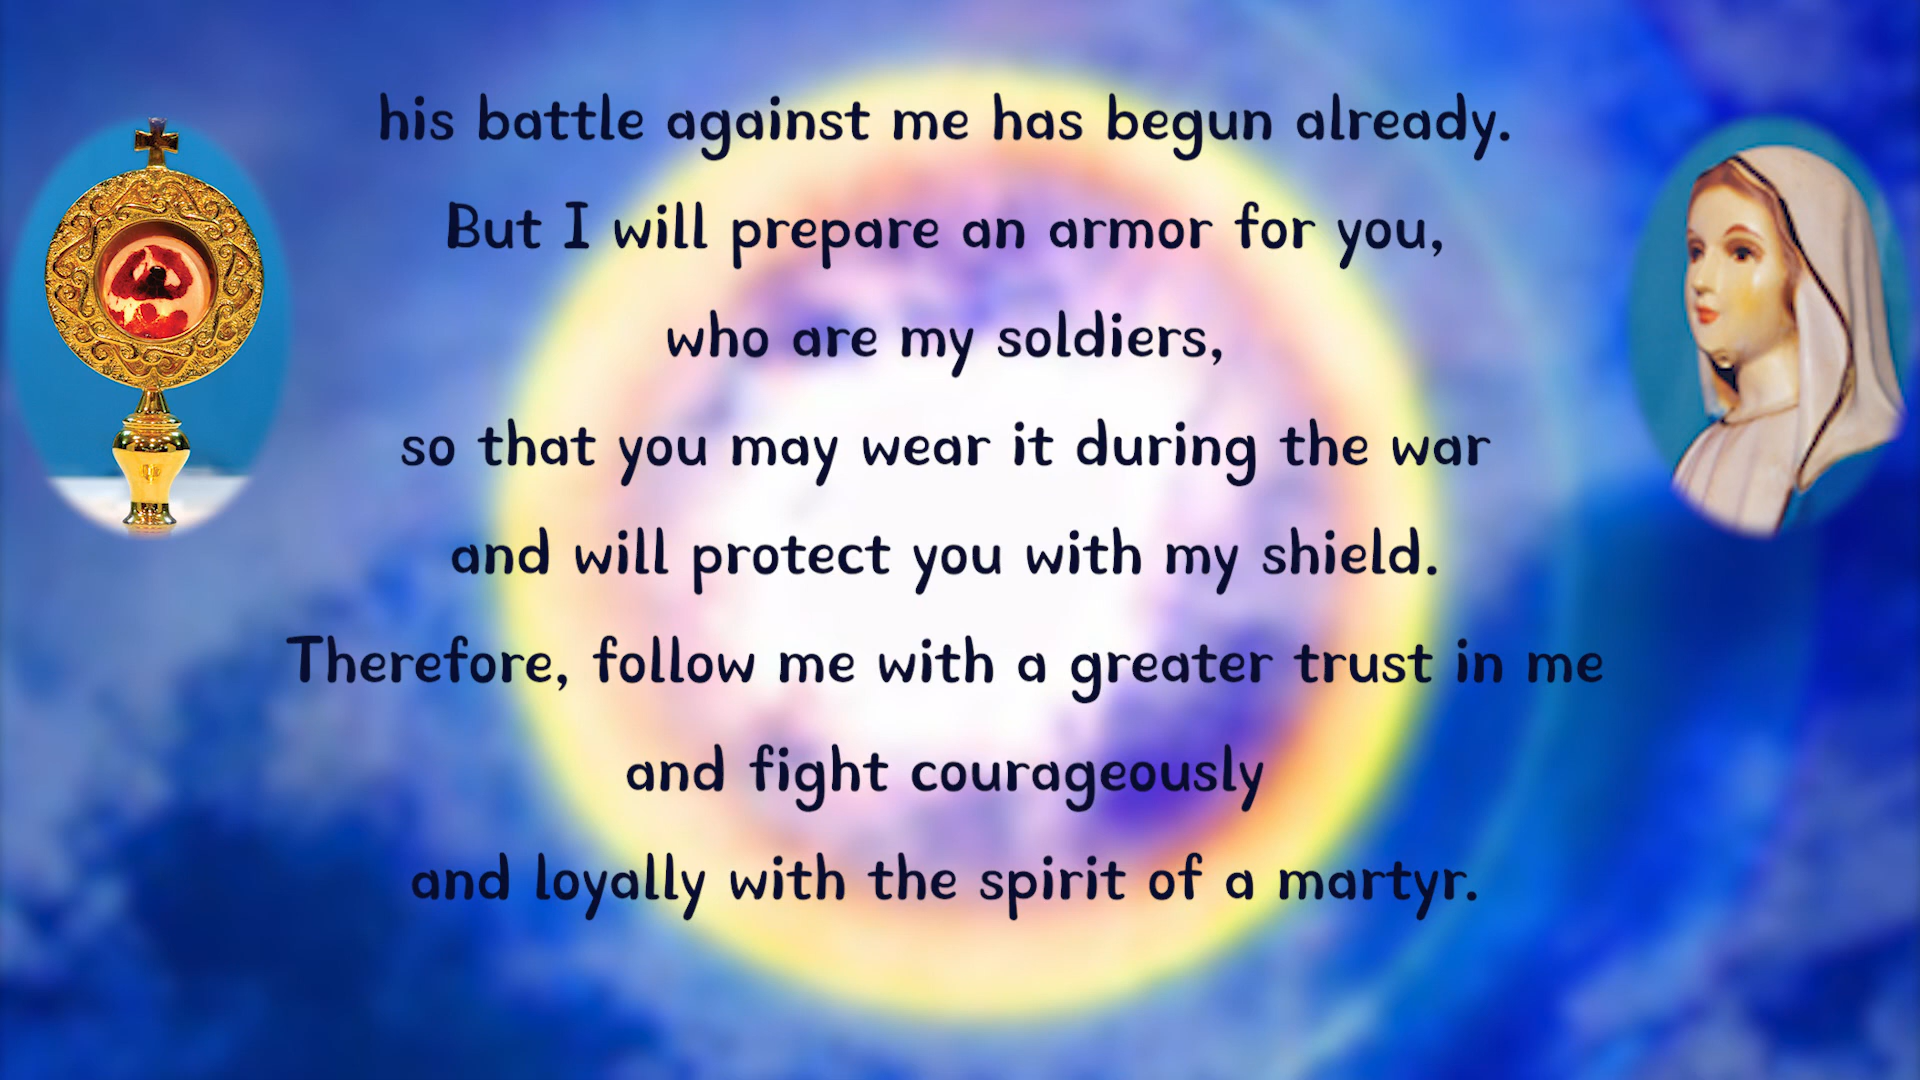 his battle against me has begun already.
But I will prepare an armor for you,
who are my soldiers,
so that you may wear it during the war
and will protect you with my shield.
Therefore, follow me with a greater trust in me
and fight courageously
and loyally with the spirit of a martyr.